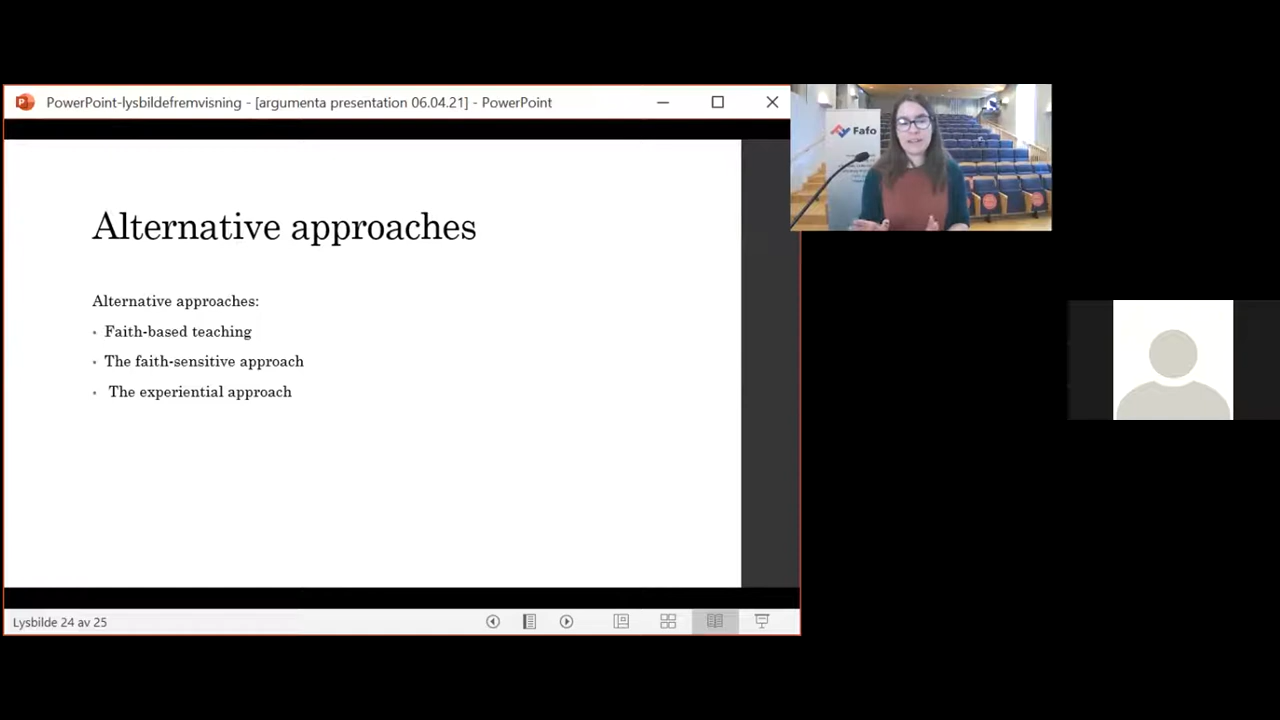 PowerPoint-lysbildefremvisning - [argumenta presentation 06.04.21] - PowerPoint
Fafo
Alternative approaches
Alternative approaches:
• Faith-based teaching
• The faith-sensitive approach
• The experiential approach
Lysbilde 24 av 25